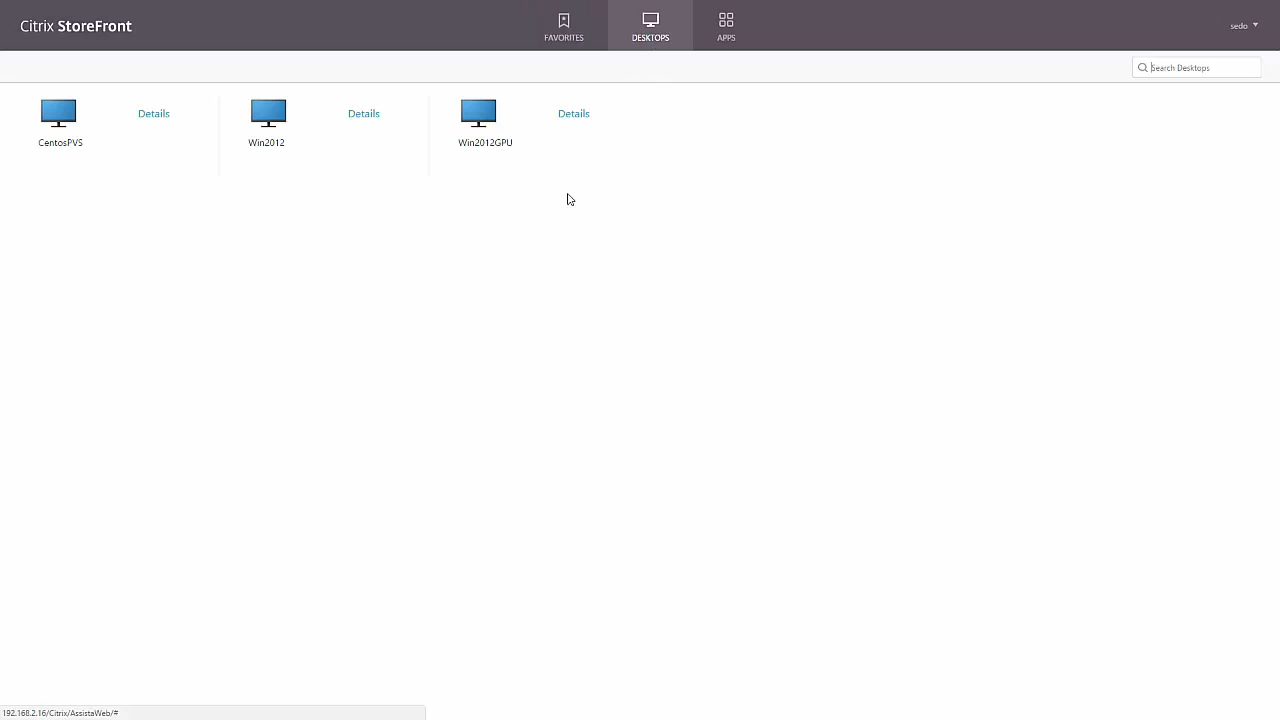 Citrix StoreFront
FAVORITES
DESKTOPS
APPS
sedo
Search Desktops
Details
Details
Details
CentosPVS
Win2012
Win2012GPU
192.168.2.16/Citrix/AssistaWeb/#